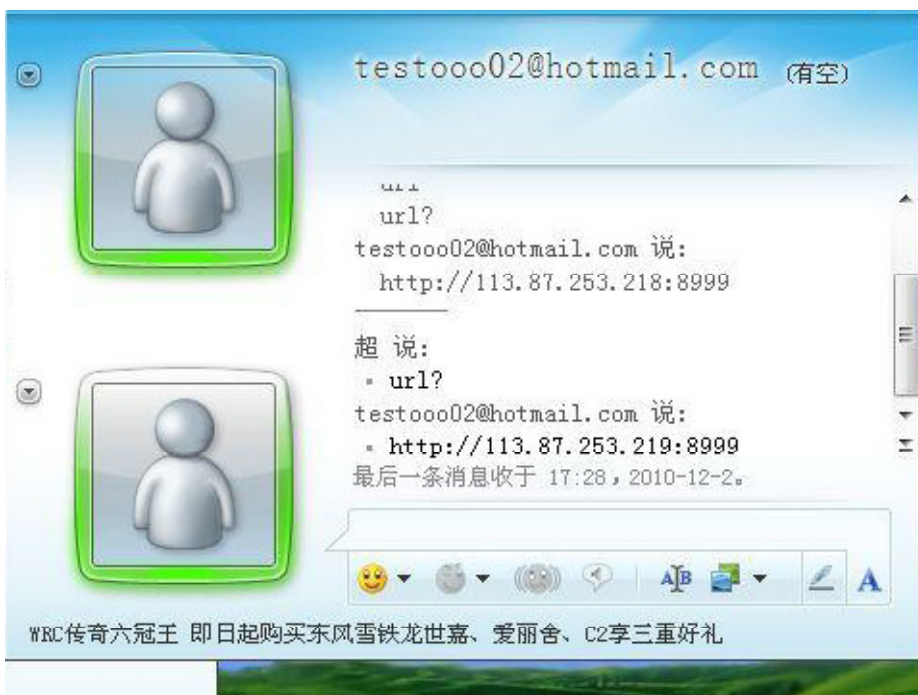 testooo02@hotmail.com (有空)
url?
testooo02@hotmail.com 说:
http://113.87.253.218:8999
超 说:
url?
testooo02@hotmail.com 说:
http://113.87.253.219:8999
最后一条消息收于 17:28，2010-12-2。
WRC传奇六冠王 即日起购买东风雪铁龙世嘉、爱丽舍、C2享三重好礼